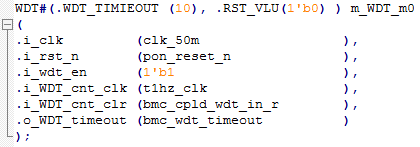 WDT#(.WDT_TIMIEOUT (10), .RST_VLU(1'b0) ) m_WDT_m0
(
.i_clk (clk_50m ),
.i_rst_n (pon_reset_n ),
.i_wdt_en (1'b1 ),
.i_WDT_cnt_clk (t1hz_clk ),
.i_WDT_cnt_clr (bmc_cpld_wdt_in_r ),
.o_WDT_timeout (bmc_wdt_timeout )
);